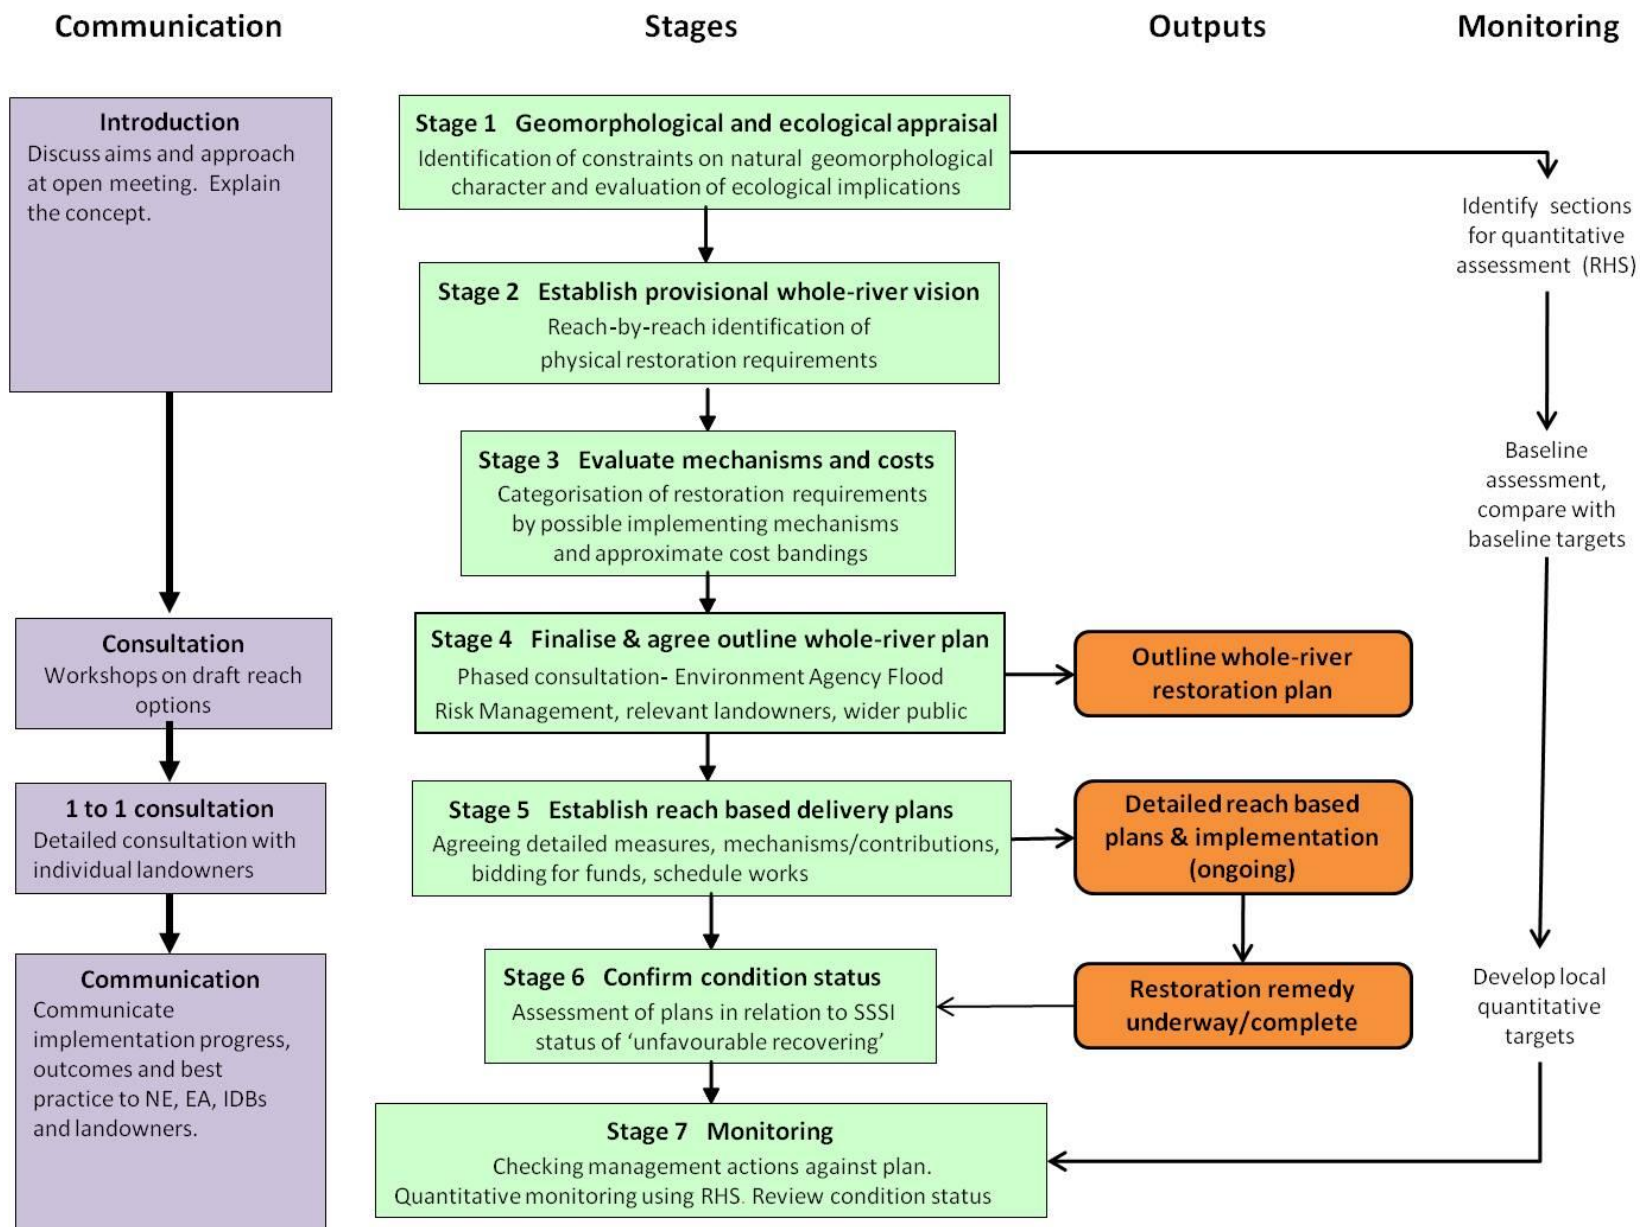 Communication
Stages
Outputs
Monitoring
Introduction
Discuss aims and approach
at open meeting. Explain
the concept.
Consultation
Workshops on draft reach
options
1 to 1 consultation
Detailed consultation with
individual landowners
Communication
Communicate
implementation progress,
outcomes and best
practice to NE, EA, IDBs
and landowners.
Stage 1 Geomorphological and ecological appraisal
Identification of constraints on natural geomorphological
character and evaluation of ecological implications
Stage 2 Establish provisional whole-river vision
Reach-by-reach identification of
physical restoration requirements
Stage 3 Evaluate mechanisms and costs
Categorisation of restoration requirements
by possible implementing mechanisms
and approximate cost bandings
Stage 4 Finalise & agree outline whole-river plan
Phased consultation- Environment Agency Flood
Risk Management, relevant landowners, wider public
Stage 5 Establish reach based delivery plans
Agreeing detailed measures, mechanisms/contributions,
bidding for funds, schedule works
Stage 6 Confirm condition status
Assessment of plans in relation to SSSI
status of ‘unfavourable recovering’
Stage 7 Monitoring
Checking management actions against plan.
Quantitative monitoring using RHS. Review condition status
Outline whole-river
restoration plan
Detailed reach based
plans & implementation
(ongoing)
Restoration remedy
underway/complete
Identify sections
for quantitative
assessment (RHS)
Baseline
assessment,
compare with
baseline targets
Develop local
quantitative
targets